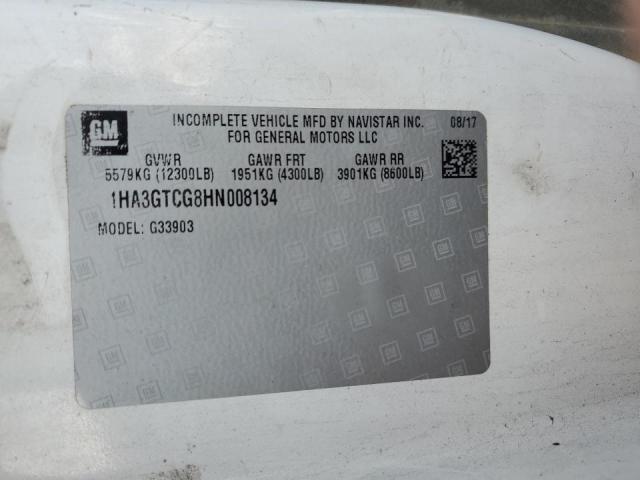 GM
INCOMPLETE VEHICLE MFD BY NAVISTAR INC. 08/17
FOR GENERAL MOTORS LLC
GVWR GAWR FRT GAWR RR
5579KG (12300LB) 1951KG (4300LB) 3901KG (8600LB)
1HA3GTCG8HN008134
MODEL: G33903